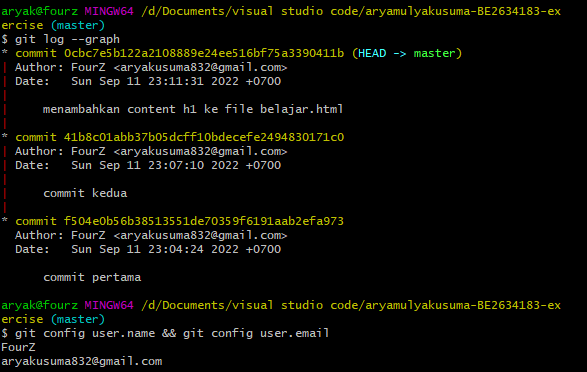 aryak@fourz MINGW64 /d/Documents/visual studio code/aryamulyakusuma-BE2634183-ex
ercise (master)
$ git log --graph
* commit 0cbc7e5b122a2108889e24ee516bf75a3390411b (HEAD -> master)
| Author: FourZ <aryakusuma832@gmail.com>
| Date:   Sun Sep 11 23:11:31 2022 +0700
|
|     menambahkan content h1 ke file belajar.html
|
* commit 41b8c01abb37b05dcff10bdecefe2494830171c0
| Author: FourZ <aryakusuma832@gmail.com>
| Date:   Sun Sep 11 23:07:10 2022 +0700
|
|     commit kedua
|
* commit f504e0b56b38513551de70359f6191aab2efa973
  Author: FourZ <aryakusuma832@gmail.com>
  Date:   Sun Sep 11 23:04:24 2022 +0700

      commit pertama

aryak@fourz MINGW64 /d/Documents/visual studio code/aryamulyakusuma-BE2634183-ex
ercise (master)
$ git config user.name && git config user.email
FourZ
aryakusuma832@gmail.com